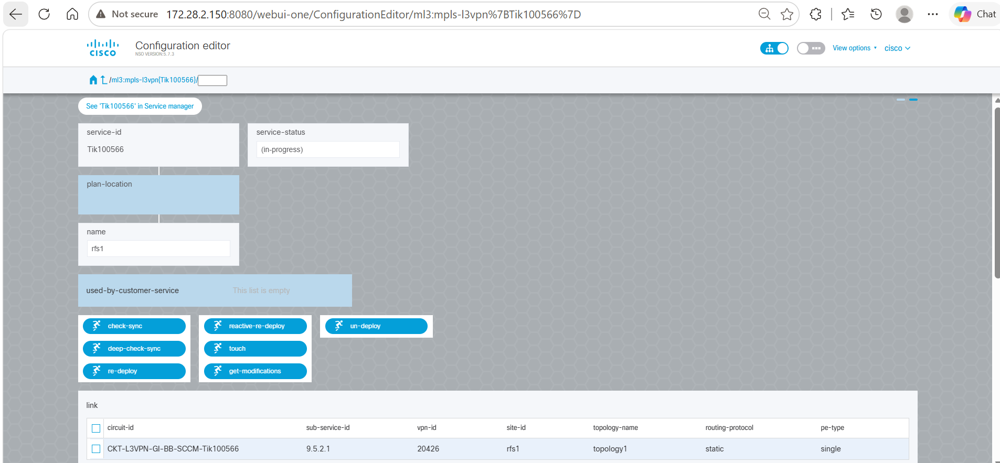 Not secure 172.28.2.150:8080/webui-one/ConfigurationEditor/ml3:mpls-l3vpn%7BTik100566%7D Chat
CISCO Configuration editor
NSO VERSION:5.7.3
View options cisco
/ml3:mpls-l3vpn{Tik100566}/
See 'Tik100566' in Service manager
service-id service-status
Tik100566 (in-progress)
plan-location
name
rfs1
used-by-customer-service This list is empty
check-sync reactive-re-deploy un-deploy
deep-check-sync touch
re-deploy get-modifications
link
circuit-id sub-service-id vpn-id site-id topology-name routing-protocol pe-type
CKT-L3VPN-GI-BB-SCCM-Tik100566 9.5.2.1 20426 rfs1 topology1 static single